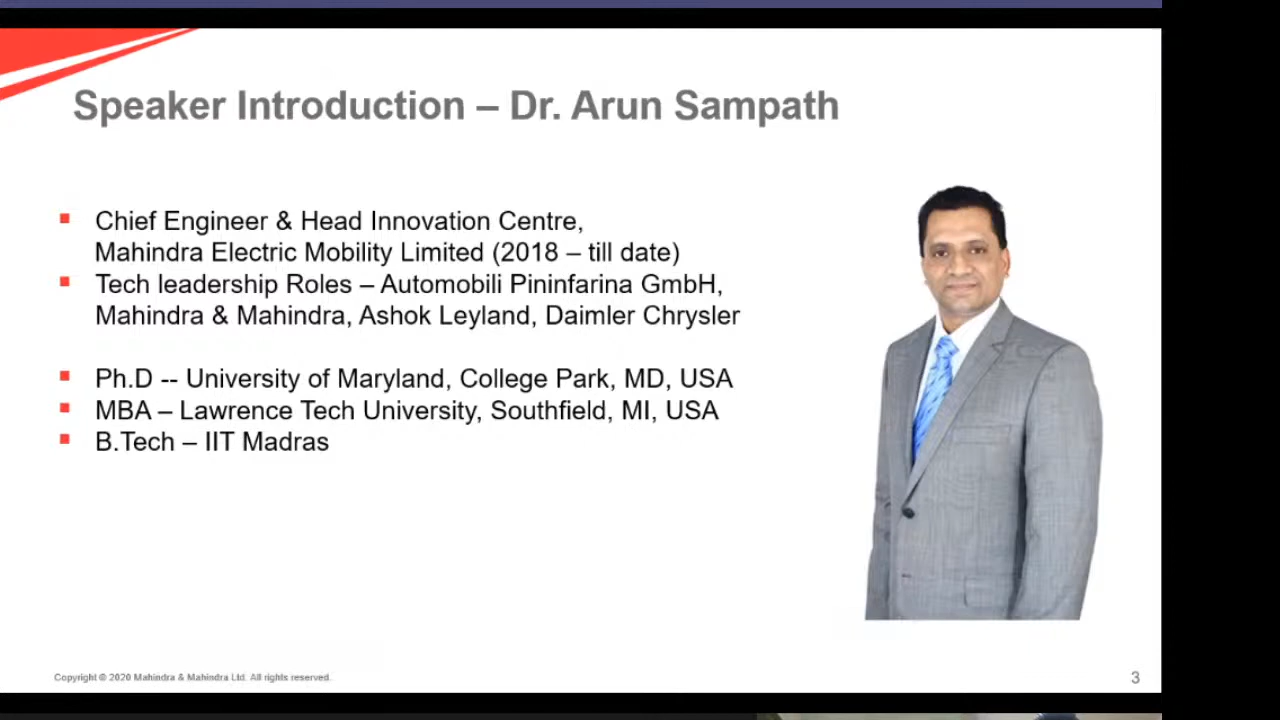 Speaker Introduction – Dr. Arun Sampath
Chief Engineer & Head Innovation Centre,
Mahindra Electric Mobility Limited (2018 – till date)
Tech leadership Roles – Automobili Pininfarina GmbH,
Mahindra & Mahindra, Ashok Leyland, Daimler Chrysler
Ph.D -- University of Maryland, College Park, MD, USA
MBA – Lawrence Tech University, Southfield, MI, USA
B.Tech – IIT Madras
Copyright © 2020 Mahindra & Mahindra Ltd. All rights reserved.
3